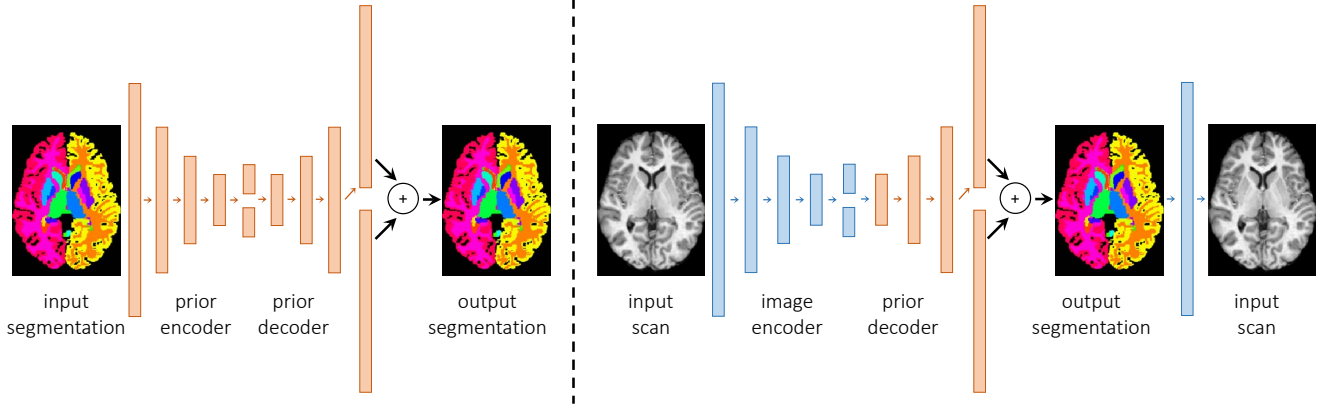 input
segmentation
prior
encoder
prior
decoder
+
output
segmentation
input
scan
image
encoder
prior
decoder
+
output
segmentation
input
scan